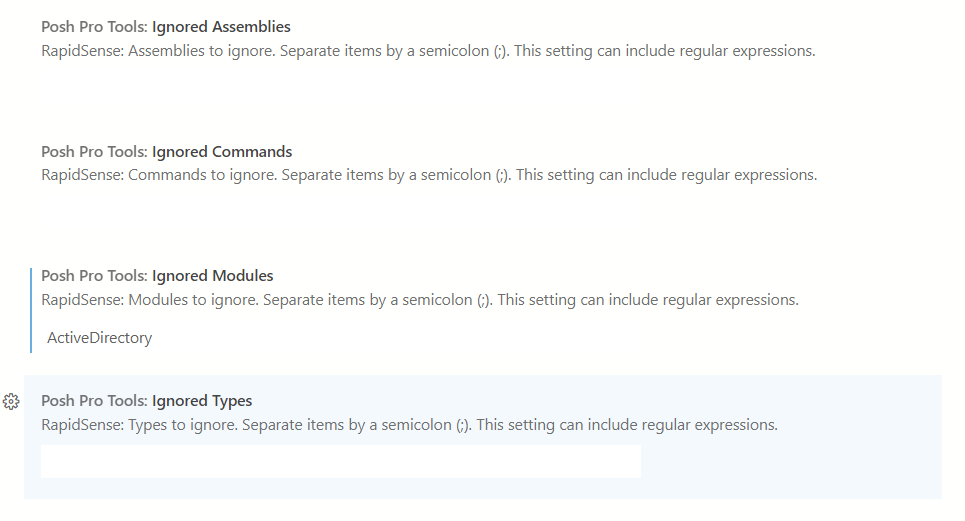 Posh Pro Tools: Ignored Assemblies
RapidSense: Assemblies to ignore. Separate items by a semicolon (;). This setting can include regular expressions.
Posh Pro Tools: Ignored Commands
RapidSense: Commands to ignore. Separate items by a semicolon (;). This setting can include regular expressions.
Posh Pro Tools: Ignored Modules
RapidSense: Modules to ignore. Separate items by a semicolon (;). This setting can include regular expressions.
ActiveDirectory
Posh Pro Tools: Ignored Types
RapidSense: Types to ignore. Separate items by a semicolon (;). This setting can include regular expressions.